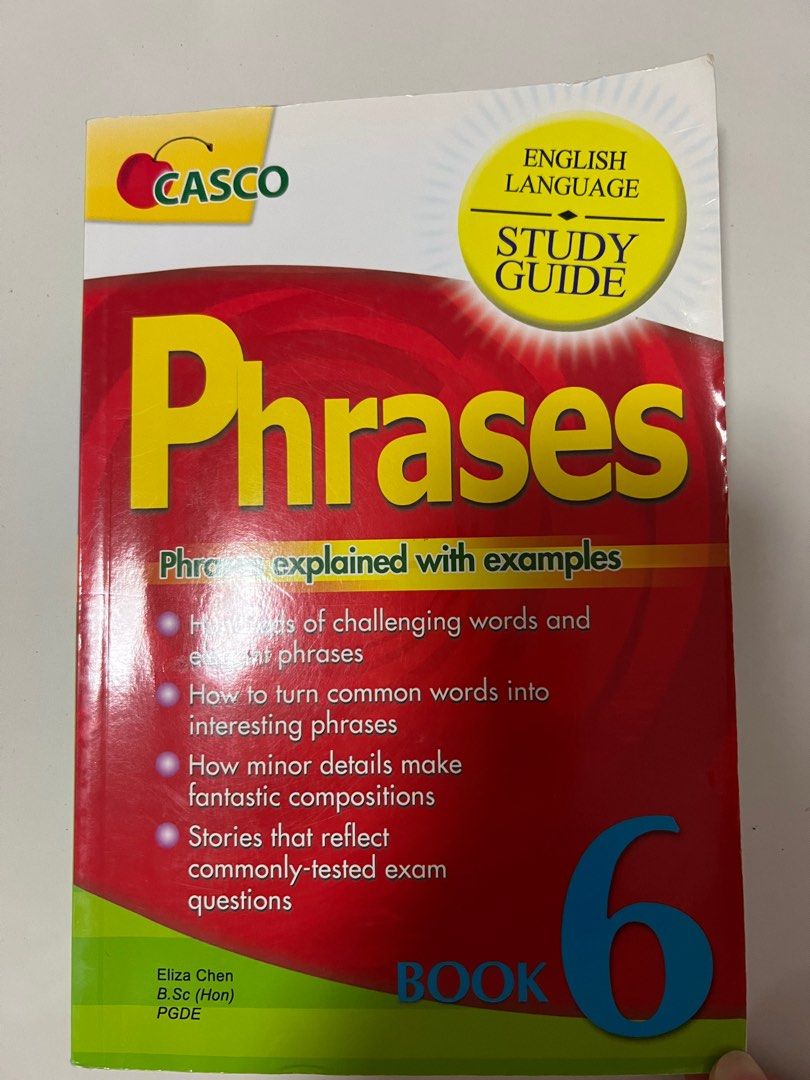 CASCO
ENGLISH
LANGUAGE
STUDY
GUIDE
Phrases
Phrases explained with examples
Hundreds of challenging words and
phrases
How to turn common words into
interesting phrases
How minor details make
fantastic compositions
Stories that reflect
commonly-tested exam
questions
Eliza Chen
B.Sc (Hon)
PGDE
BOOK 6